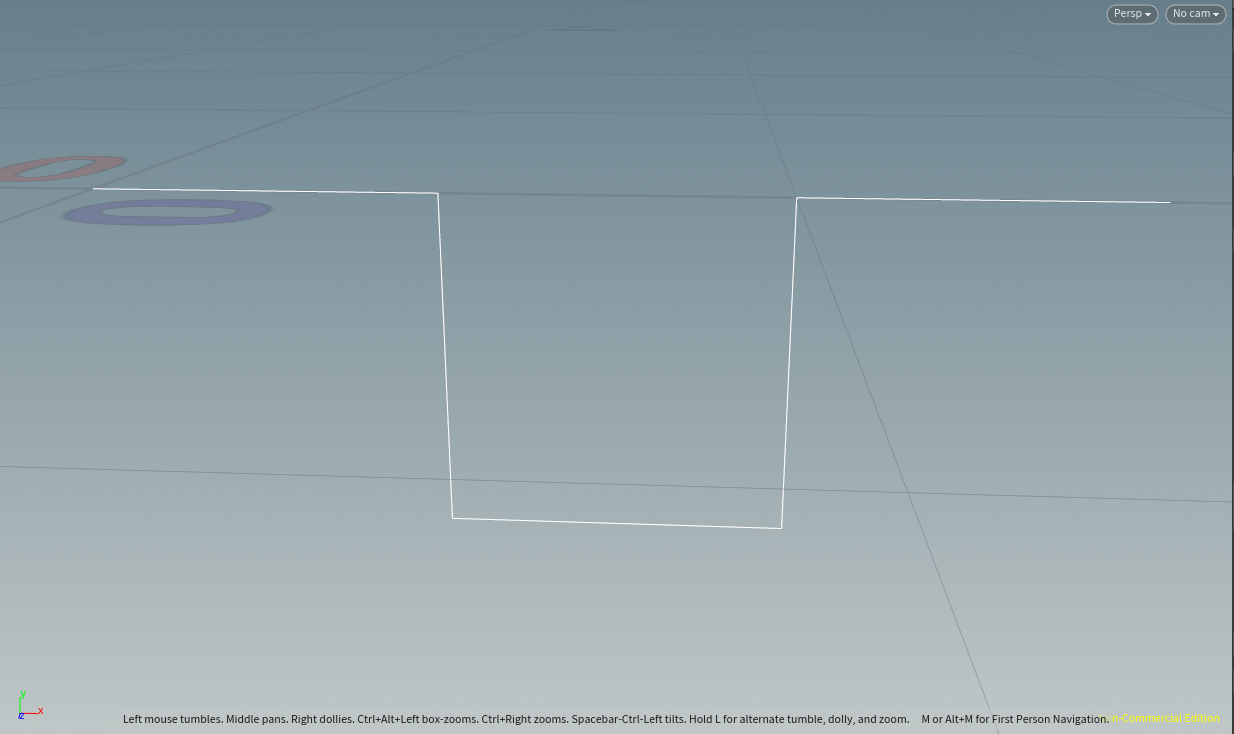 Persp No cam
y
z x
Left mouse tumbles. Middle pans. Right dollies. Ctrl+Alt+Left box-zooms. Ctrl+Right zooms. Spacebar-Ctrl-Left tilts. Hold L for alternate tumble, dolly, and zoom. M or Alt+M for First Person Navigation. n-Commercial Edition